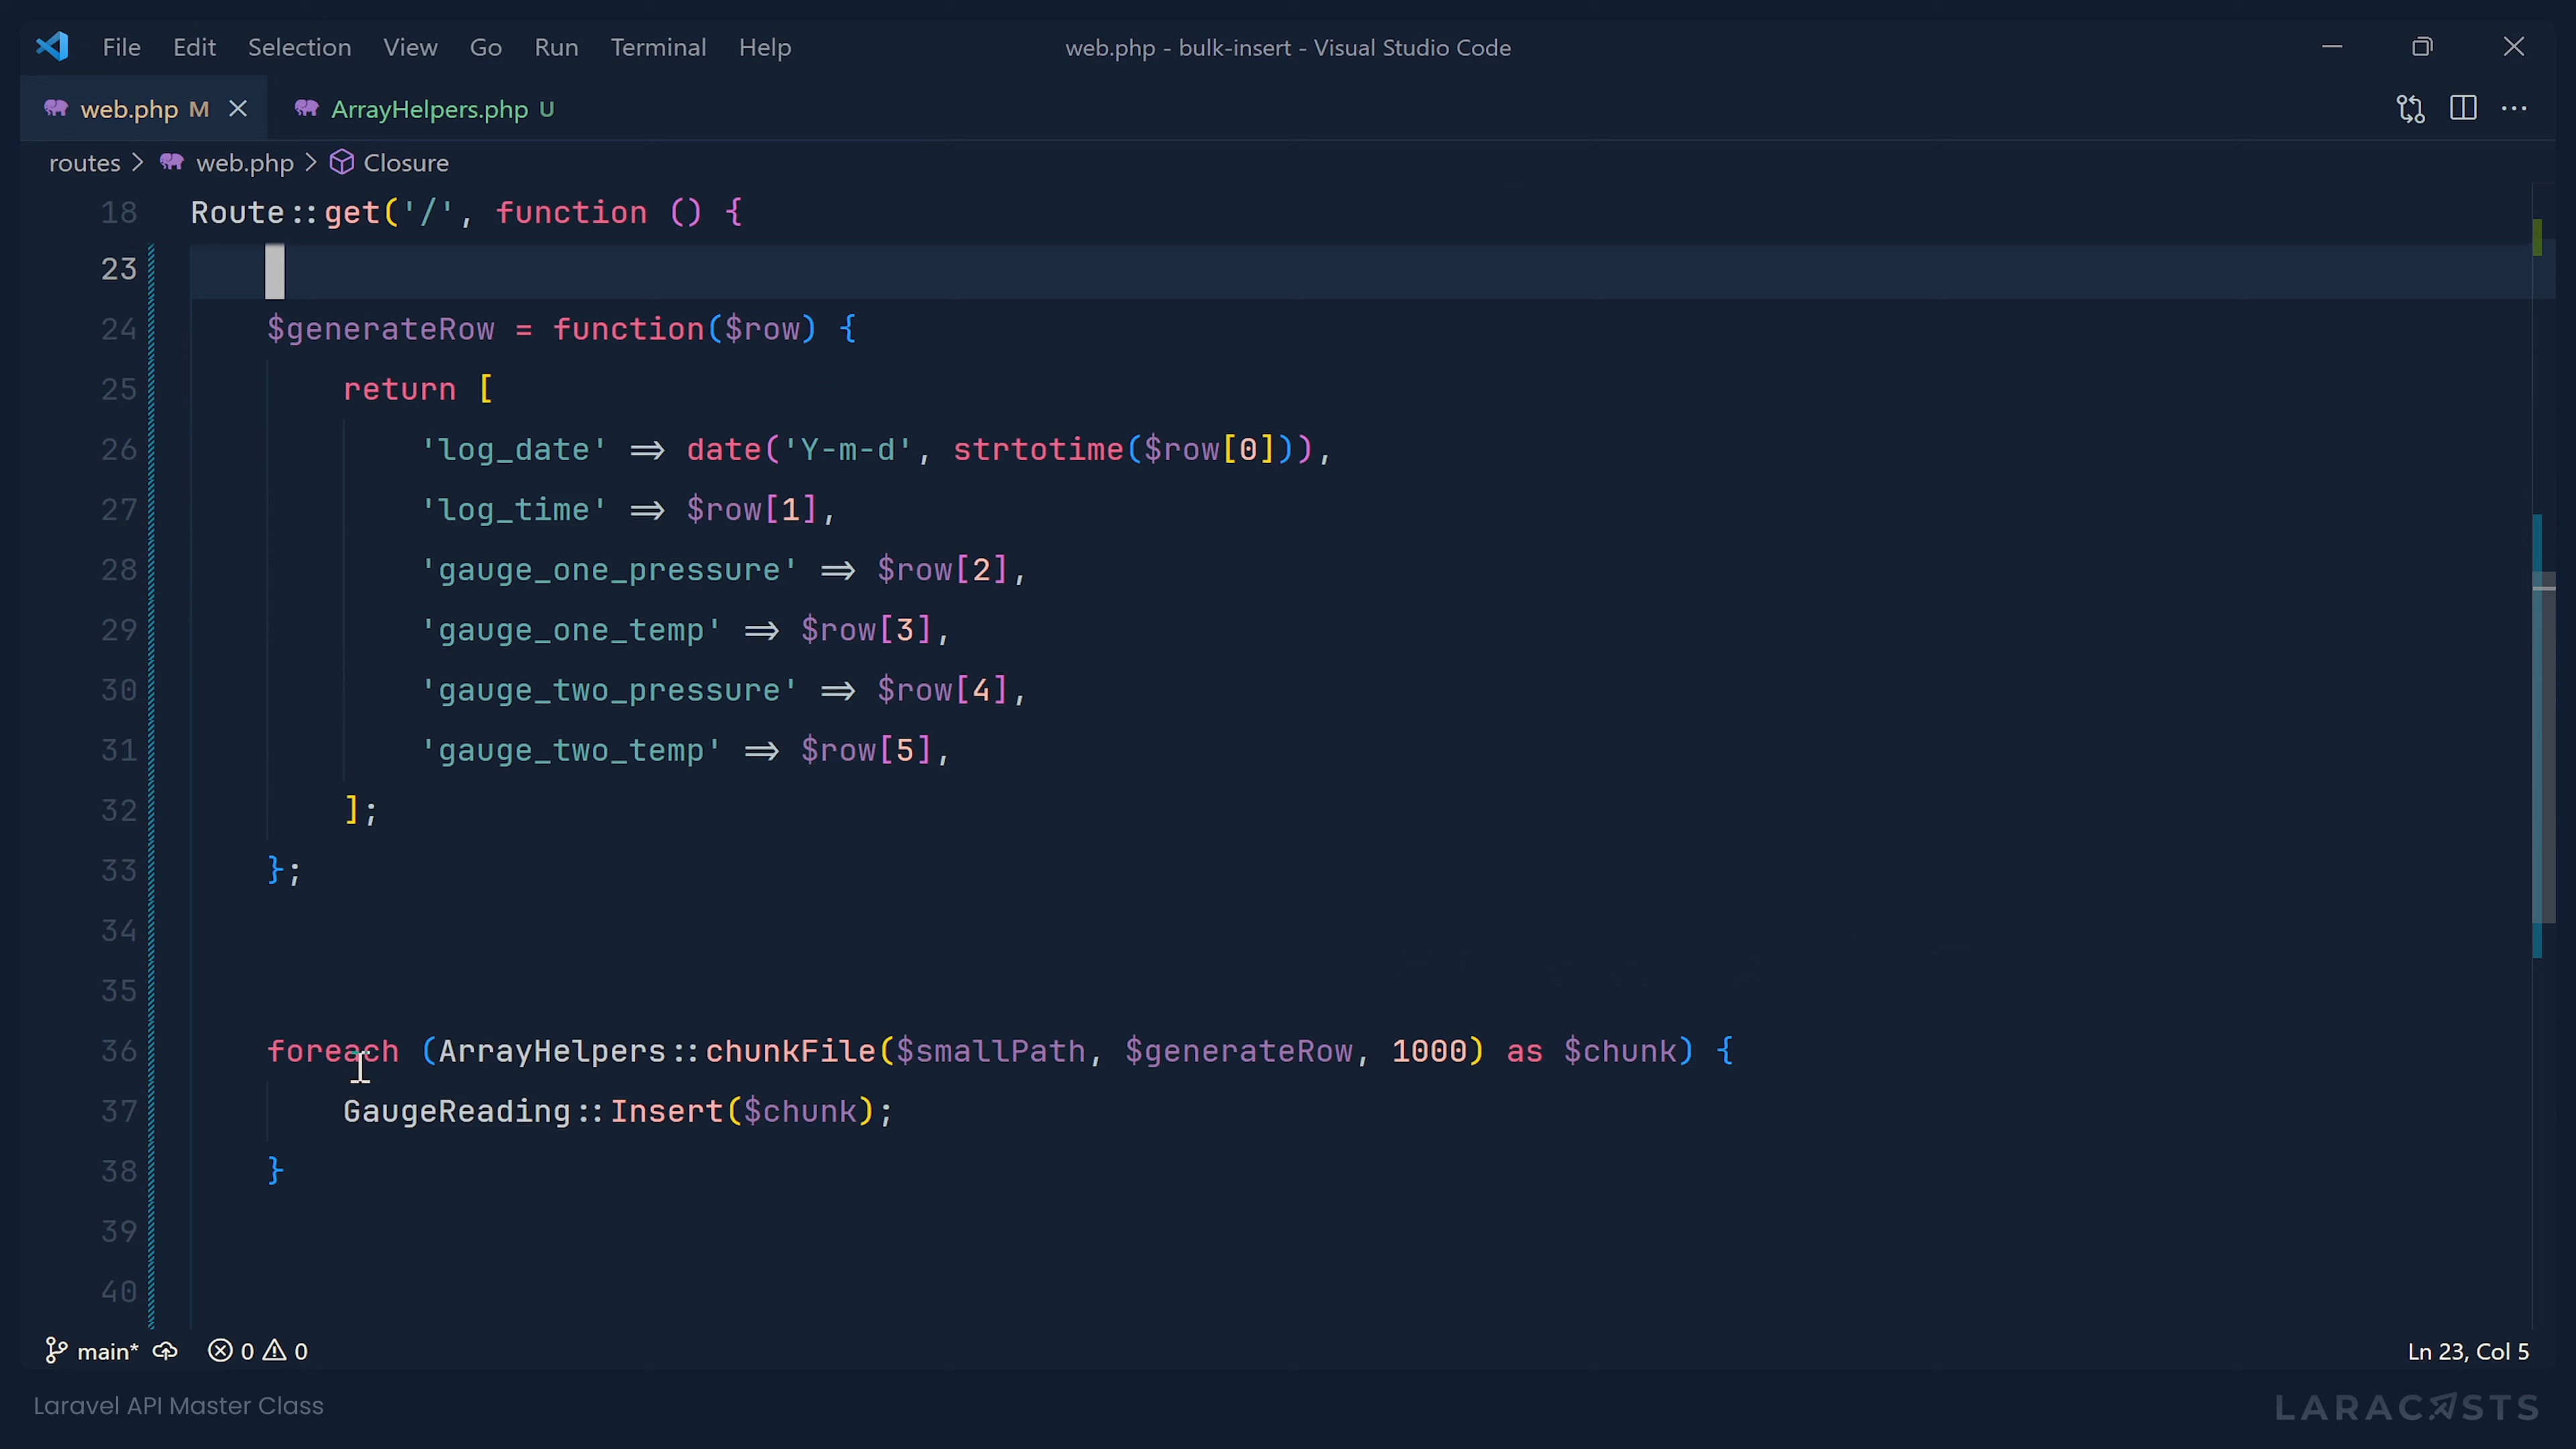 File Edit Selection View Go Run Terminal Help web.php - bulk-insert - Visual Studio Code
web.php M ArrayHelpers.php U
routes > web.php > Closure
18 Route::get('/', function () {
23
24 $generateRow = function($row) {
25 return [
26 'log_date' => date('Y-m-d', strtotime($row[0])),
27 'log_time' => $row[1],
28 'gauge_one_pressure' => $row[2],
29 'gauge_one_temp' => $row[3],
30 'gauge_two_pressure' => $row[4],
31 'gauge_two_temp' => $row[5],
32 ];
33 };
34
35
36 foreach (ArrayHelpers::chunkFile($smallPath, $generateRow, 1000) as $chunk) {
37 GaugeReading::Insert($chunk);
38 }
39
40
main* 0 0 Ln 23, Col 5
Laravel API Master Class LARACASTS